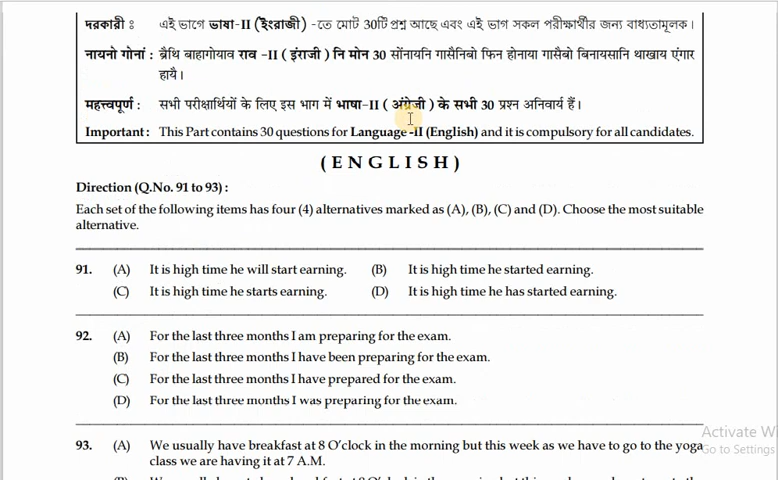 দৰকাৰী : এই ভাগে ভাষা-II (ইংৰাজী) -তে মোট 30টি প্রশ্ন আছে এবং এই ভাগ সকল পরীক্ষার্থীর জন্য বাধ্যতামূলক।
नायनो गोनां : बैथि बाहागोयाव राव -II ( इंराजी ) नि मोन 30 सोंनायनि गासैनिबो फिन होनाया गासैबो बिनायसानि थाखाय एंगार
हायै।
महत्त्वपूर्ण : सभी परीक्षार्थियों के लिए इस भाग में भाषा-II ( अंग्रेजी ) के सभी 30 प्रश्न अनिवार्य हैं।
Important : This Part contains 30 questions for Language -II (English) and it is compulsory for all candidates.
( E N G L I S H )
Direction (Q.No. 91 to 93) :
Each set of the following items has four (4) alternatives marked as (A), (B), (C) and (D). Choose the most suitable
alternative.
91. (A) It is high time he will start earning. (B) It is high time he started earning.
(C) It is high time he starts earning. (D) It is high time he has started earning.
92. (A) For the last three months I am preparing for the exam.
(B) For the last three months I have been preparing for the exam.
(C) For the last three months I have prepared for the exam.
(D) For the last three months I was preparing for the exam.
Activate Wi
93. (A) We usually have breakfast at 8 O'clock in the morning but this week as we have to go to the yoga
Go to Settings
class we are having it at 7 A.M.